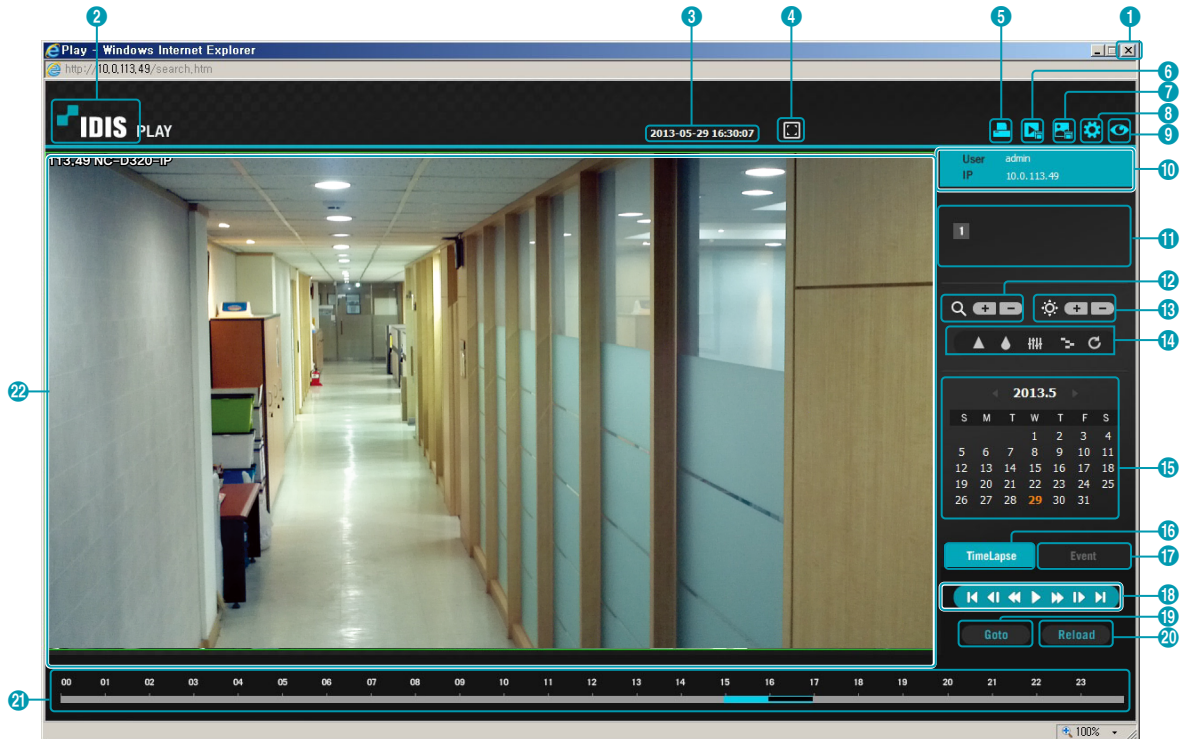 2 3 4 5 1
Play - Windows Internet Explorer
http://10,0,113,49/search,htm
6
7
8
9
IDIS PLAY
2013-05-29 16:30:07
113,49 NC-D320-IP
User admin
IP 10.0.113.49
10
1
11
12
13
14
2013.5
S M T W T F S
1 2 3 4
5 6 7 8 9 10 11
12 13 14 15 16 17 18
19 20 21 22 23 24 25
26 27 28 29 30 31
15
22
16
TimeLapse Event
17
18
19
Goto Reload
20
00 01 02 03 04 05 06 07 08 09 10 11 12 13 14 15 16 17 18 19 20 21 22 23
21
100%